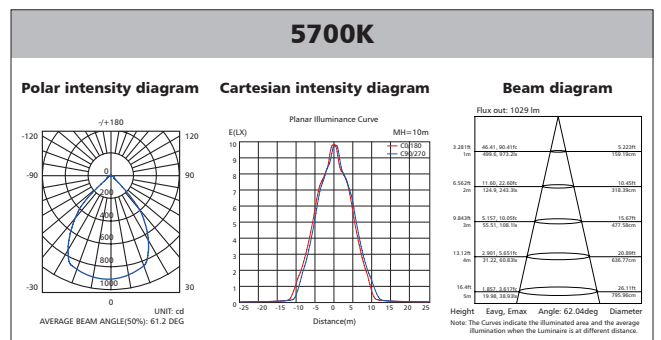 5700K
Polar intensity diagram
Cartesian intensity diagram
Beam diagram
-/+180
-120
120
-90
90
-30
30
0
200
400
600
800
1000
0
UNIT: cd
AVERAGE BEAM ANGLE(50%): 61.2 DEG
Planar Illuminance Curve
E(LX)
MH=10m
C0/180
C90/270
10
9
8
7
6
5
4
3
2
1
0
-25 -20 -15 -10 -5 0 5 10 15 20 25
Distance(m)
Flux out: 1029 lm
3.281ft 46.41, 90.41fc 5.223ft
1m 499.6, 973.2lx 159.19cm
6.562ft 11.60, 22.60fc 10.45ft
2m 124.9, 243.3lx 318.39cm
9.843ft 5.157, 10.05fc 15.67ft
3m 55.51, 108.1lx 477.58cm
13.12ft 2.901, 5.651fc 20.89ft
4m 31.22, 60.83lx 636.77cm
16.4ft 1.857, 3.617fc 26.11ft
5m 19.98, 38.93lx 795.96cm
Height Eavg, Emax Angle: 62.04deg Diameter
Note: The Curves indicate the illuminated area and the average
illumination when the Luminaire is at different distance.